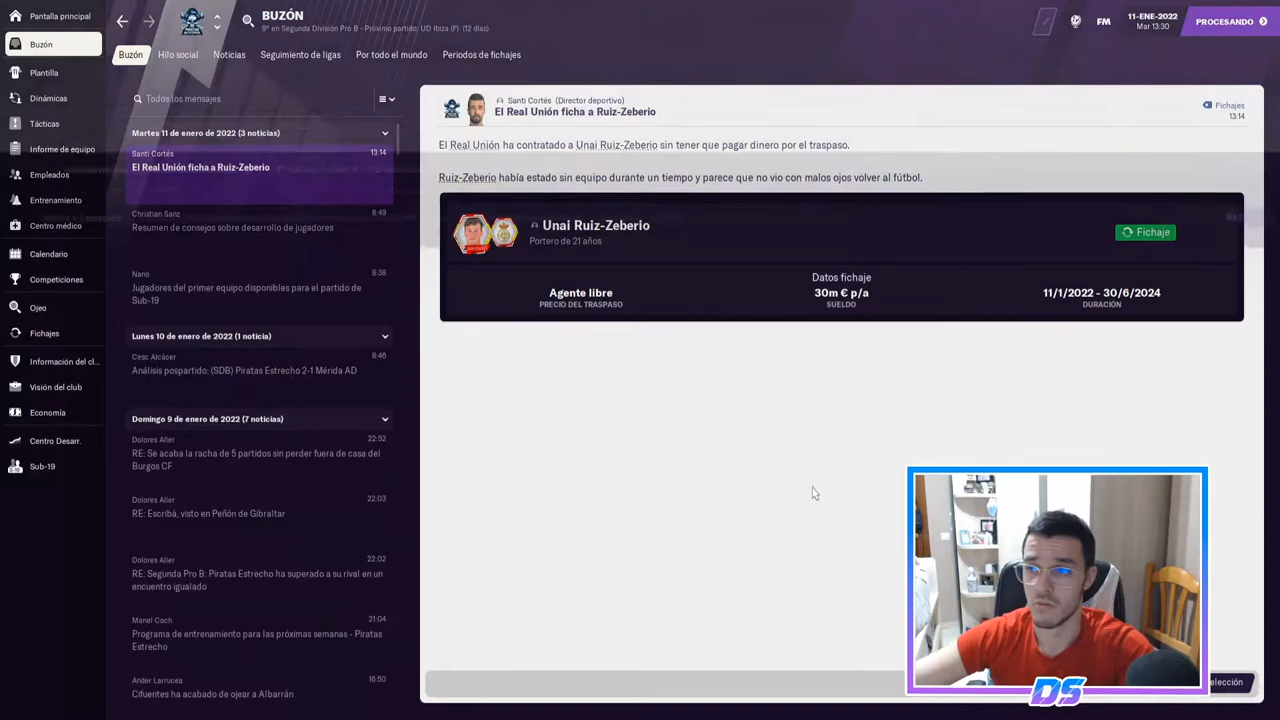 Pantalla principal
Buzón
Plantilla
Dinámicas
Tácticas
Informe de equipo
Empleados
Entrenamiento
Centro médico
Calendario
Competiciones
Ojeo
Fichajes
Información del cl...
Visión del club
Economía
Centro Desarr.
Sub-19
BUZÓN
9º en Segunda División Pro B - Próximo partido: UD Ibiza (F) (12 días)
FM
11-ENE-2022
Mar 13:30
PROCESANDO
Buzón Hilo social Noticias Seguimiento de ligas Por todo el mundo Periodos de fichajes
Todos los mensajes
Martes 11 de enero de 2022 (3 noticias)
Santi Cortés 13:14
El Real Unión ficha a Ruiz-Zeberio
Christian Sanz 8:49
Resumen de consejos sobre desarrollo de jugadores
Nano 8:38
Jugadores del primer equipo disponibles para el partido de
Sub-19
Lunes 10 de enero de 2022 (1 noticia)
Cesc Alcácer 8:46
Análisis pospartido: (SDB) Piratas Estrecho 2-1 Mérida AD
Domingo 9 de enero de 2022 (7 noticias)
Dolores Aller 22:52
RE: Se acaba la racha de 5 partidos sin perder fuera de casa del
Burgos CF
Dolores Aller 22:03
RE: Escribá, visto en Peñón de Gibraltar
Dolores Aller 22:02
RE: Segunda Pro B: Piratas Estrecho ha superado a su rival en un
encuentro igualado
Manel Coch 21:04
Programa de entrenamiento para las próximas semanas - Piratas
Estrecho
Ander Larrucea 16:50
Cifuentes ha acabado de ojear a Albarrán
Santi Cortés (Director deportivo)
El Real Unión ficha a Ruiz-Zeberio
Fichajes
13:14
El Real Unión ha contratado a Unai Ruiz-Zeberio sin tener que pagar dinero por el traspaso.
Ruiz-Zeberio había estado sin equipo durante un tiempo y parece que no vio con malos ojos volver al fútbol.
Unai Ruiz-Zeberio
Portero de 21 años
Fichaje
Datos fichaje
Agente libre 30m € p/a 11/1/2022 - 30/6/2024
PRECIO DEL TRASPASO SUELDO DURACIÓN
elección
DS